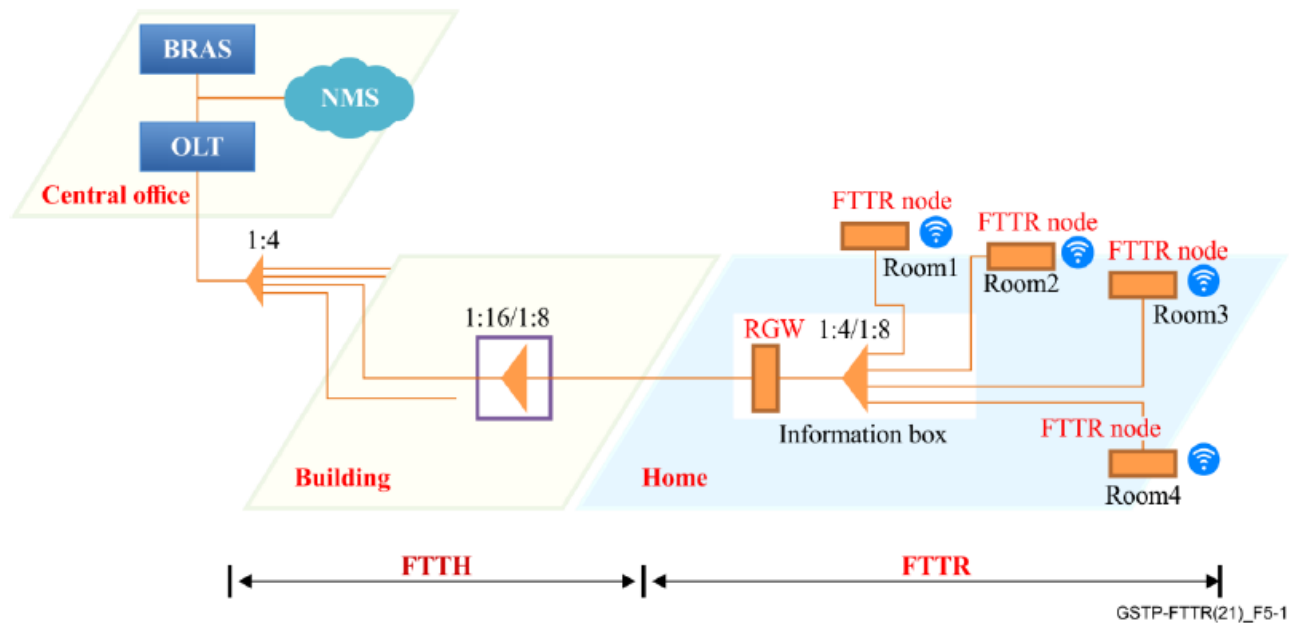 BRAS
NMS
OLT
Central office
1:4
FTTR node
Room1
FTTR node
Room2
FTTR node
Room3
1:16/1:8
RGW
1:4/1:8
Information box
FTTR node
Room4
Building
Home
FTTH
FTTR
GSTP-FTTR(21)_F5-1